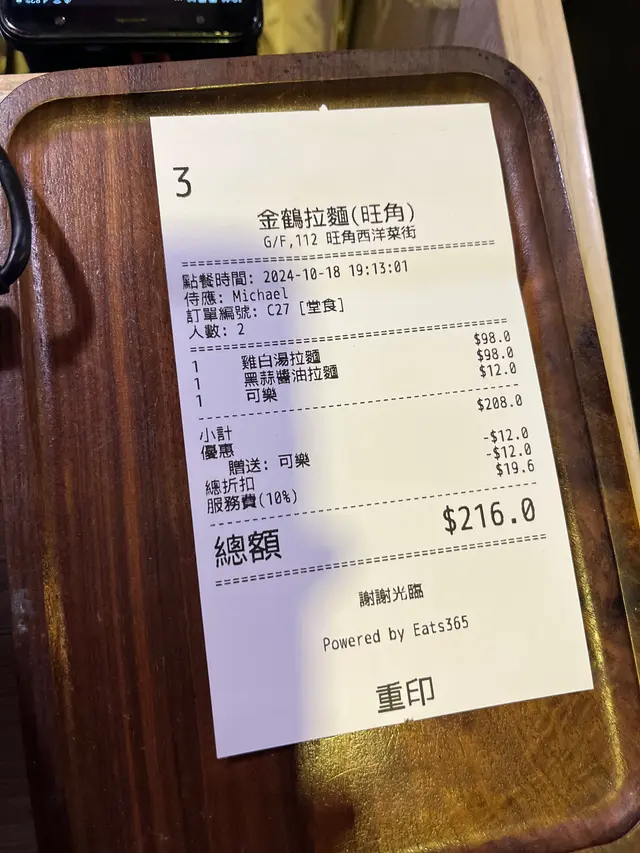 3
金鶴拉麵(旺角)
G/F,112 旺角西洋菜街
點餐時間: 2024-10-18 19:13:01
侍應: Michael
訂單編號: C27 [堂食]
人數: 2
1 雞白湯拉麵 $98.0
1 黑蒜醬油拉麵 $98.0
1 可樂 $12.0
小計 $208.0
優惠
贈送: 可樂 -$12.0
總折扣 -$12.0
服務費(10%) $19.6
總額 $216.0
謝謝光臨
Powered by Eats365
重印